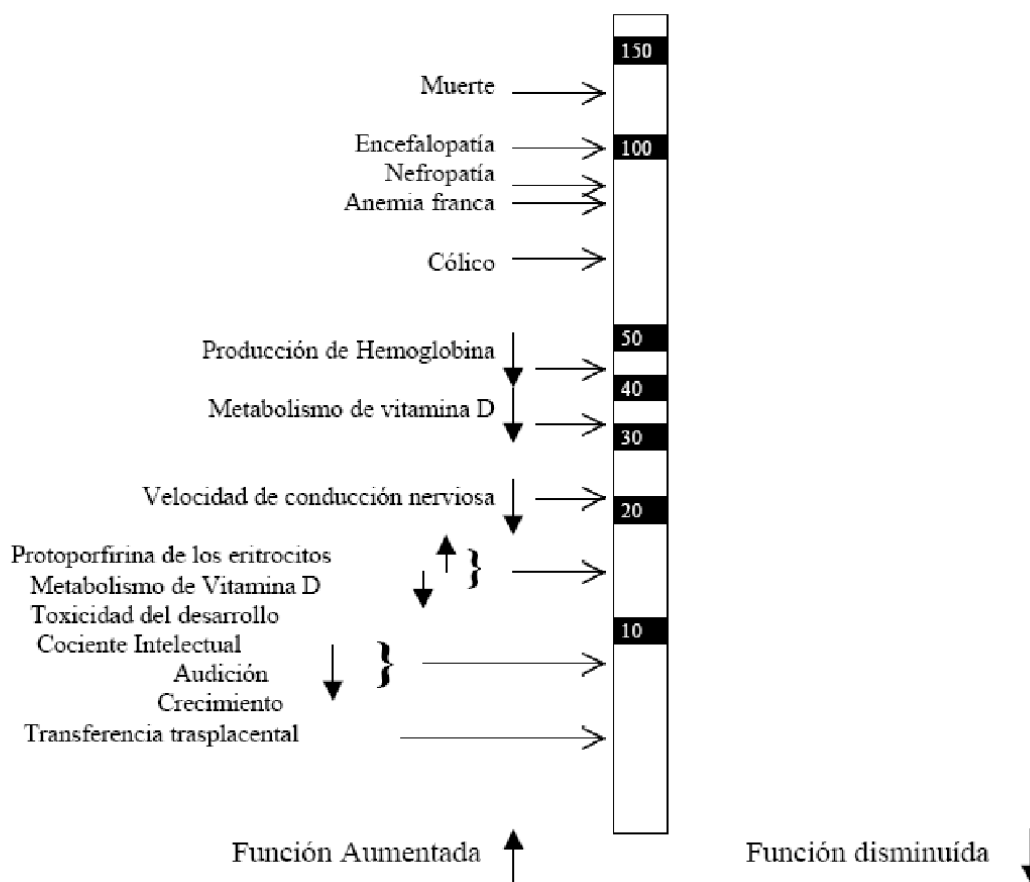 150
Muerte
Encefalopatía
100
Nefropatía
Anemia franca
Cólico
50
Producción de Hemoglobina
40
Metabolismo de vitamina D
30
Velocidad de conducción nerviosa
20
Protoporfirina de los eritrocitos
Metabolismo de Vitamina D
Toxicidad del desarrollo
10
Cociente Intelectual
Audición
Crecimiento
Transferencia trasplacental
Función Aumentada
Función disminuída